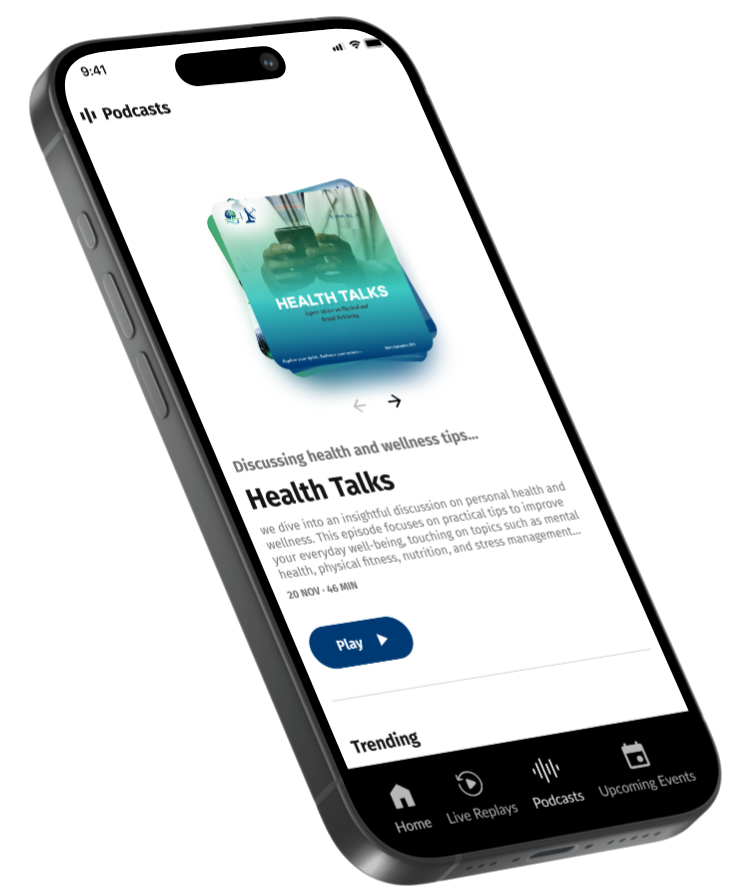 9:41
Podcasts
HEALTH TALKS
Expert Advice on Physical and
Mental Wellbeing
Discussing health and wellness tips...
Health Talks
we dive into an insightful discussion on personal health and
wellness. This episode focuses on practical tips to improve
your everyday well-being, touching on topics such as mental
health, physical fitness, nutrition, and stress management...
20 NOV · 46 MIN
Play
Trending
Home
Live Replays
Podcasts
Upcoming Events